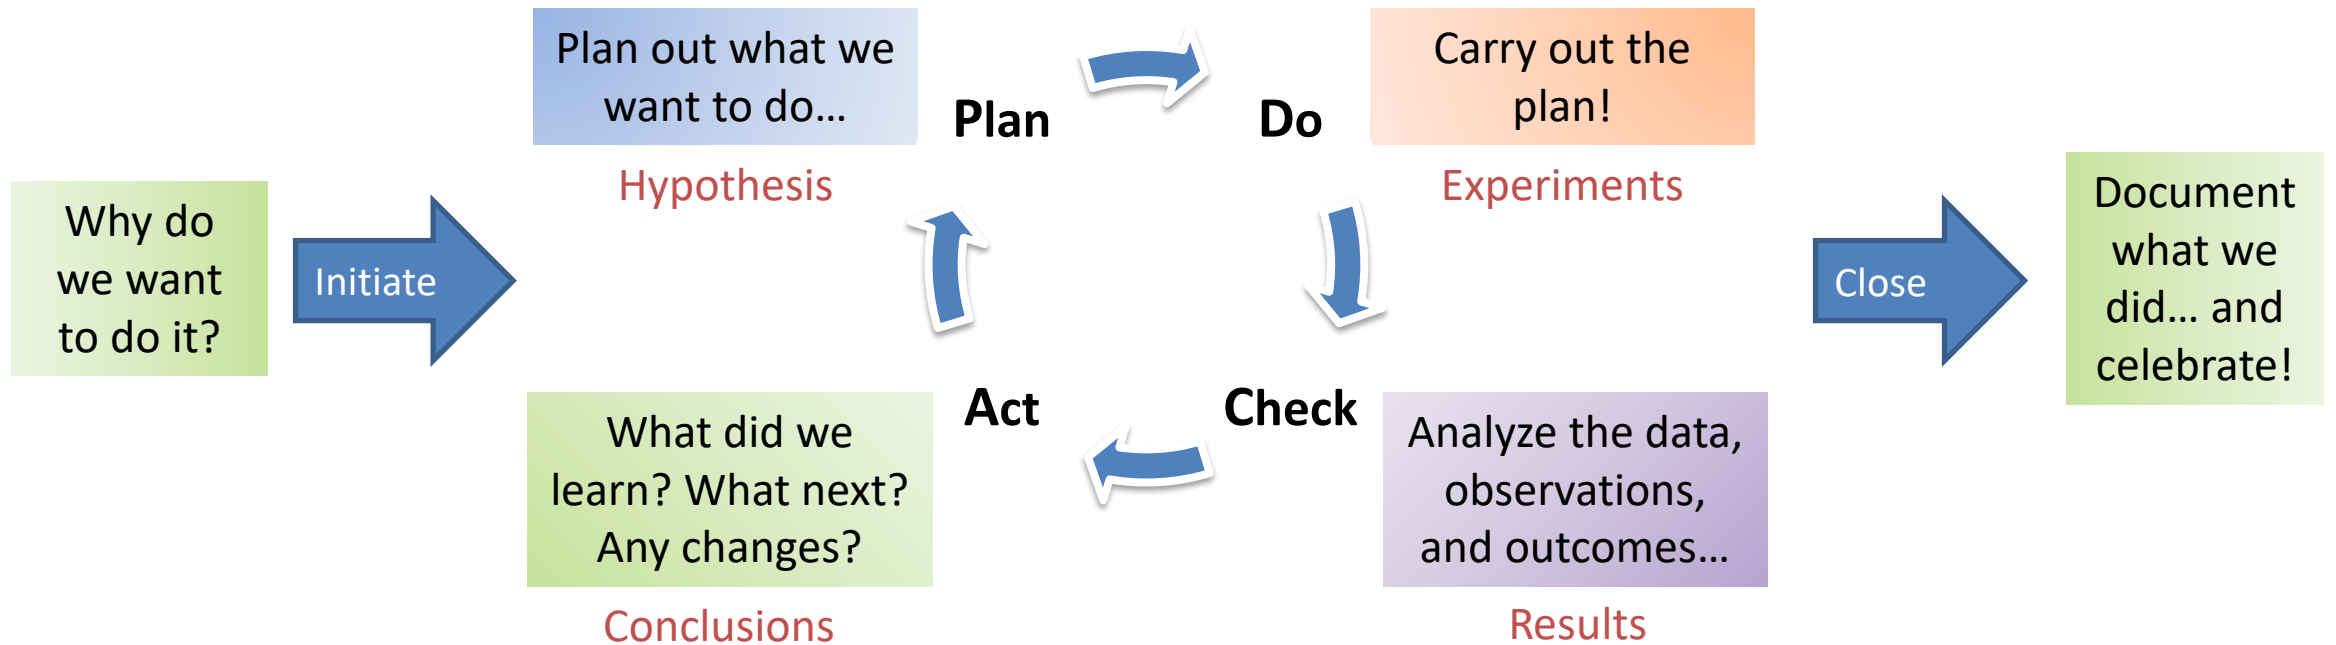 Why do
we want
to do it?
Initiate
Plan out what we
want to do…
Hypothesis
Plan
Do
Carry out the
plan!
Experiments
Check
Analyze the data,
observations,
and outcomes…
Results
Act
What did we
learn? What next?
Any changes?
Conclusions
Close
Document
what we
did… and
celebrate!